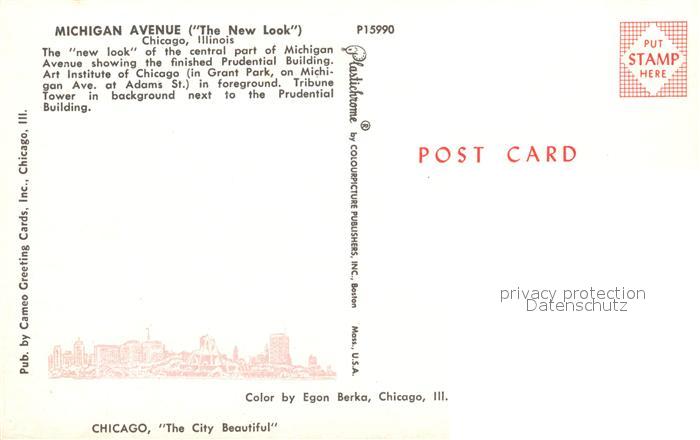 MICHIGAN AVENUE ("The New Look")
Chicago, Illinois
P15990
The "new look" of the central part of Michigan
Avenue showing the finished Prudential Building.
Art Institute of Chicago (in Grant Park, on Michi-
gan Ave. at Adams St.) in foreground. Tribune
Tower in background next to the Prudential
Building.
Pub. by Cameo Greeting Cards, Inc., Chicago, Ill.
Plastichrome ® by COLOURPICTURE PUBLISHERS, INC., Boston Mass., U.S.A.
PUT
STAMP
HERE
POST CARD
privacy protection
Datenschutz
Color by Egon Berka, Chicago, Ill.
CHICAGO, "The City Beautiful"